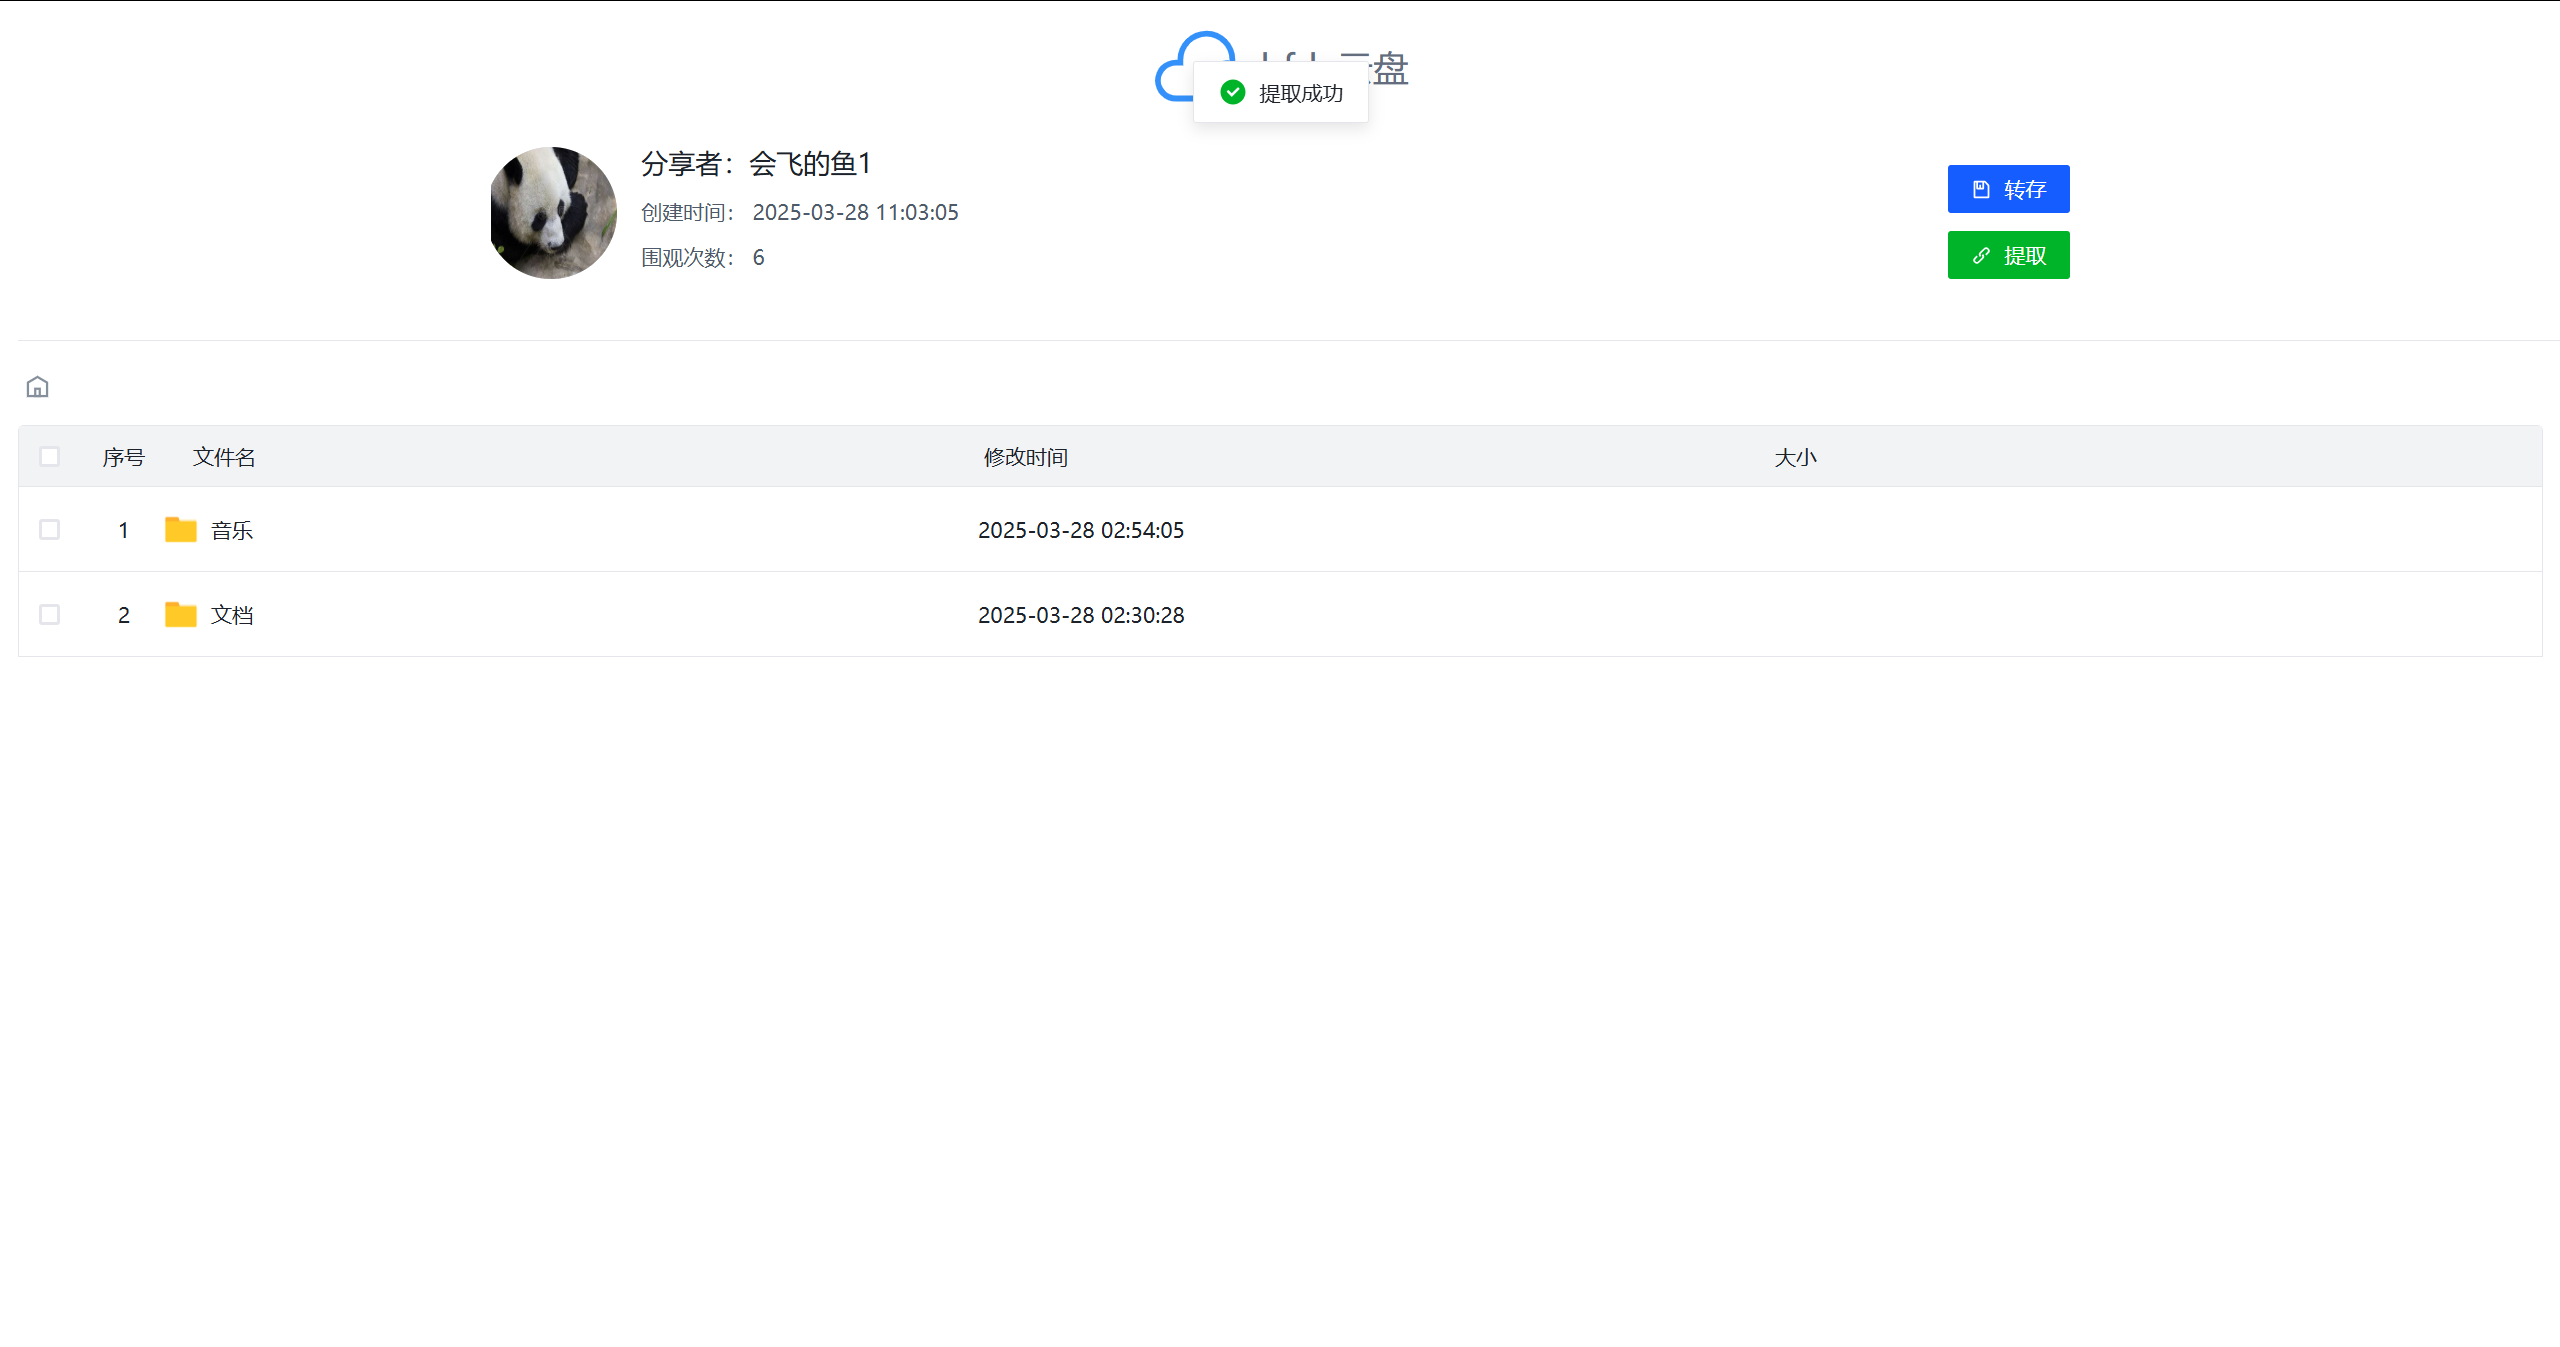 云盘
提取成功
分享者：会飞的鱼1
创建时间： 2025-03-28 11:03:05
围观次数： 6
转存
提取
序号 文件名 修改时间 大小
1 音乐 2025-03-28 02:54:05
2 文档 2025-03-28 02:30:28